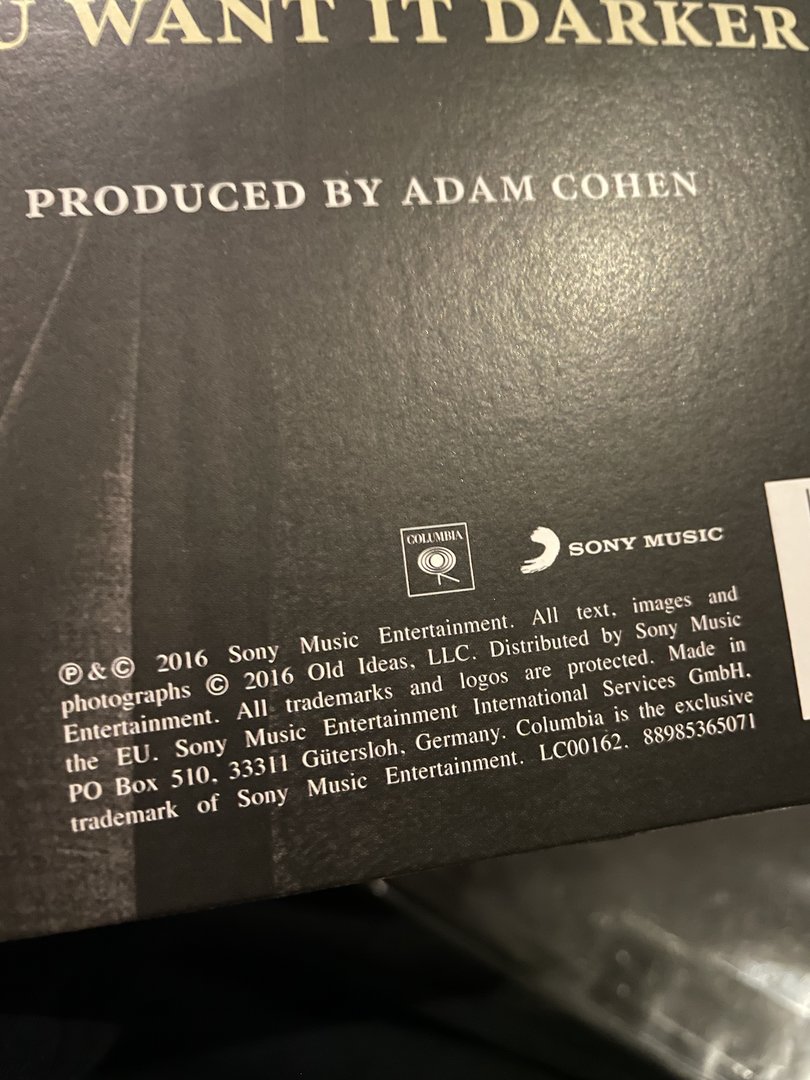 U WANT IT DARKER
PRODUCED BY ADAM COHEN
COLUMBIA
SONY MUSIC
℗ & © 2016 Sony Music Entertainment. All text, images and
photographs © 2016 Old Ideas, LLC. Distributed by Sony Music
Entertainment. All trademarks and logos are protected. Made in
the EU. Sony Music Entertainment International Services GmbH,
PO Box 510, 33311 Gütersloh, Germany. Columbia is the exclusive
trademark of Sony Music Entertainment. LC00162. 88985365071